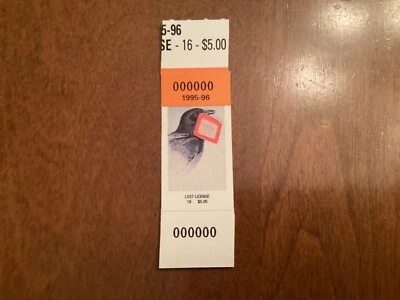 5-96
SE - 16 - $5.00
000000
1995-96
LOST LICENSE
16 $5.00
000000